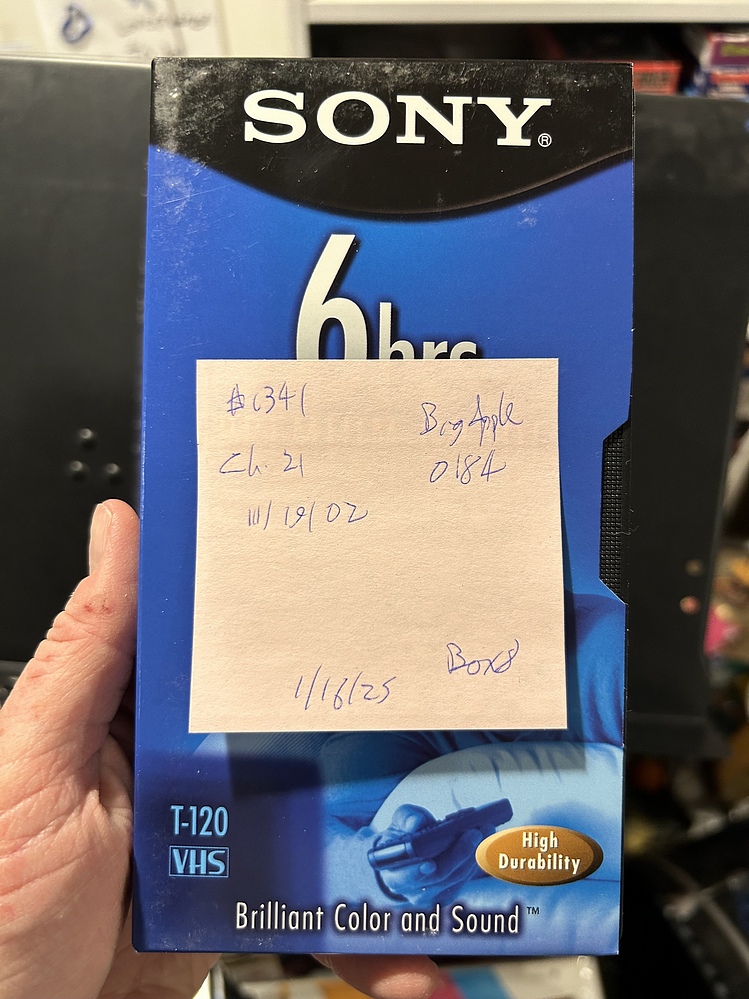 SONY®
6hrs
#1341
Big Apple
Ch. 21
0184
11/19/02
Box 8
1/16/25
T-120
VHS
High
Durability
Brilliant Color and Sound™